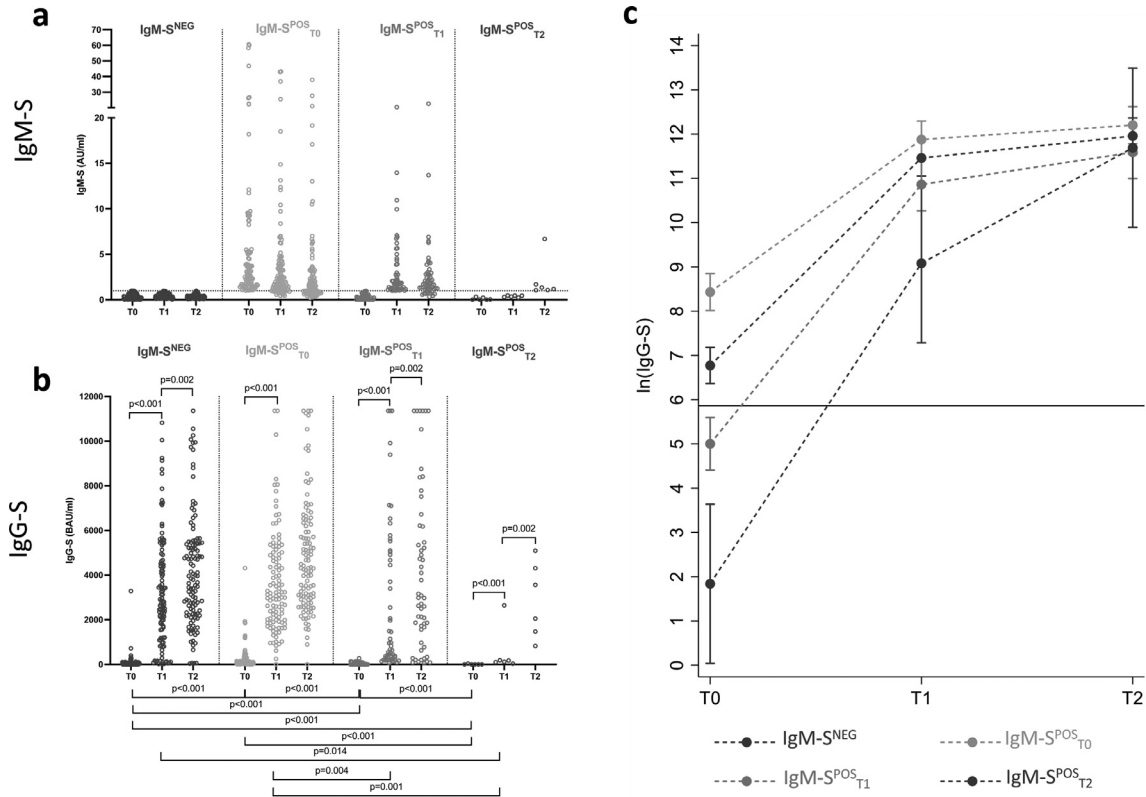 a
IgM-S^NEG IgM-S^POS_T0 IgM-S^POS_T1 IgM-S^POS_T2
IgM-S
IgM-S (AU/ml)
70
60
50
40
30
20
15
10
5
0
T0 T1 T2 T0 T1 T2 T0 T1 T2 T0 T1 T2
b
IgM-S^NEG IgM-S^POS_T0 IgM-S^POS_T1 IgM-S^POS_T2
IgG-S
IgG-S (BAU/ml)
12000
10000
8000
6000
4000
2000
0
p<0.001 p=0.002 p<0.001 p<0.001 p=0.002 p<0.001 p=0.002
T0 T1 T2 T0 T1 T2 T0 T1 T2 T0 T1 T2
p<0.001 p<0.001 p<0.001
p<0.001
p<0.001
p<0.001
p=0.014
p=0.004
p=0.001
c
ln(IgG-S)
14
13
12
11
10
9
8
7
6
5
4
3
2
1
0
T0 T1 T2
IgM-S^NEG IgM-S^POS_T0
IgM-S^POS_T1 IgM-S^POS_T2